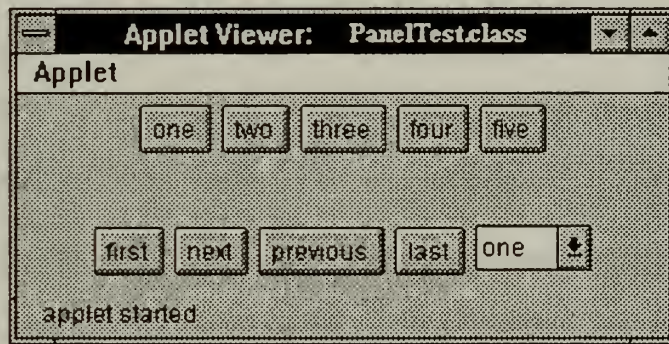 Applet Viewer: PanelTest.class
Applet
one two three four five
first next previous last one
applet started